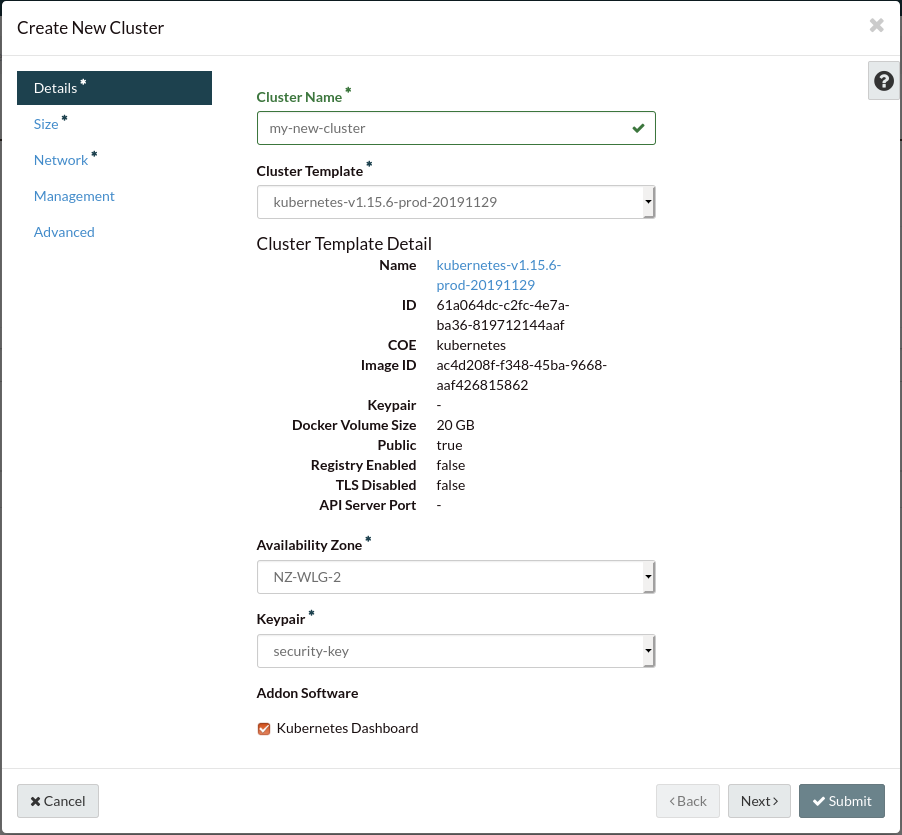 Create New Cluster
Details *
Size *
Network *
Management
Advanced
Cluster Name *
my-new-cluster
Cluster Template *
kubernetes-v1.15.6-prod-20191129
Cluster Template Detail
Name kubernetes-v1.15.6-
prod-20191129
ID 61a064dc-c2fc-4e7a-
ba36-819712144aaf
COE kubernetes
Image ID ac4d208f-f348-45ba-9668-
aaf426815862
Keypair -
Docker Volume Size 20 GB
Public true
Registry Enabled false
TLS Disabled false
API Server Port -
Availability Zone *
NZ-WLG-2
Keypair *
security-key
Addon Software
Kubernetes Dashboard
Cancel
‹ Back
Next ›
Submit